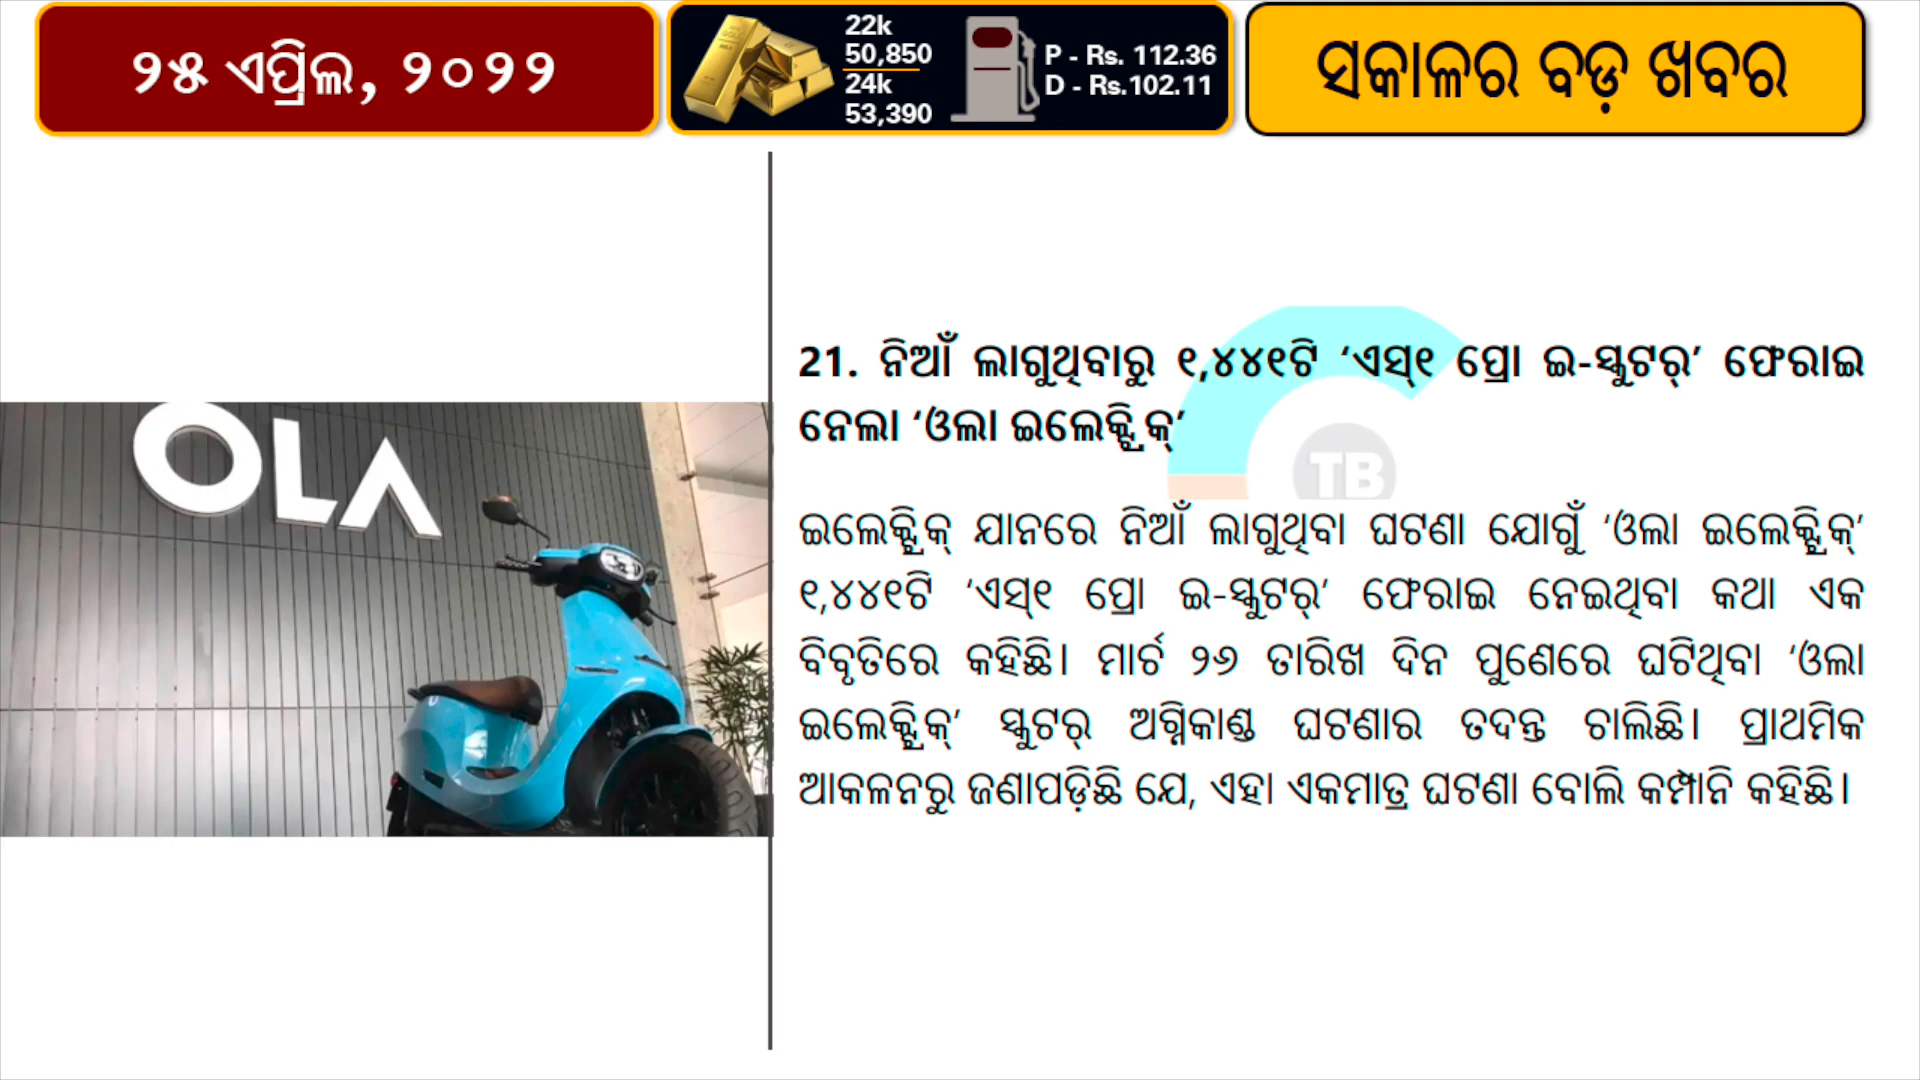 ୨୫ ଏପ୍ରିଲ, ୨୦୨୨
22k
50,850
24k
53,390
P - Rs. 112.36
D - Rs.102.11
ସକାଳର ବଡ଼ ଖବର
21. ନିଆଁ ଲାଗୁଥିବାରୁ ୧,୪୪୧ଟି ‘ଏସ୍‌୧ ପ୍ରୋ ଇ-ସ୍କୁଟର୍’ ଫେରାଇ
ନେଲା ‘ଓଲା ଇଲେକ୍ଟ୍ରିକ୍’
TB
ଇଲେକ୍ଟ୍ରିକ୍ ଯାନରେ ନିଆଁ ଲାଗୁଥିବା ଘଟଣା ଯୋଗୁଁ ‘ଓଲା ଇଲେକ୍ଟ୍ରିକ୍’
୧,୪୪୧ଟି ‘ଏସ୍‌୧ ପ୍ରୋ ଇ-ସ୍କୁଟର୍‘ ଫେରାଇ ନେଇଥିବା କଥା ଏକ
ବିବୃତିରେ କହିଛି। ମାର୍ଚ ୨୬ ତାରିଖ ଦିନ ପୁଣେରେ ଘଟିଥିବା ‘ଓଲା
ଇଲେକ୍ଟ୍ରିକ୍’ ସ୍କୁଟର୍ ଅଗ୍ନିକାଣ୍ଡ ଘଟଣାର ତଦନ୍ତ ଚାଲିଛି। ପ୍ରାଥମିକ
ଆକଳନରୁ ଜଣାପଡ଼ିଛି ଯେ, ଏହା ଏକମାତ୍ର ଘଟଣା ବୋଲି କମ୍ପାନି କହିଛି।
OLA